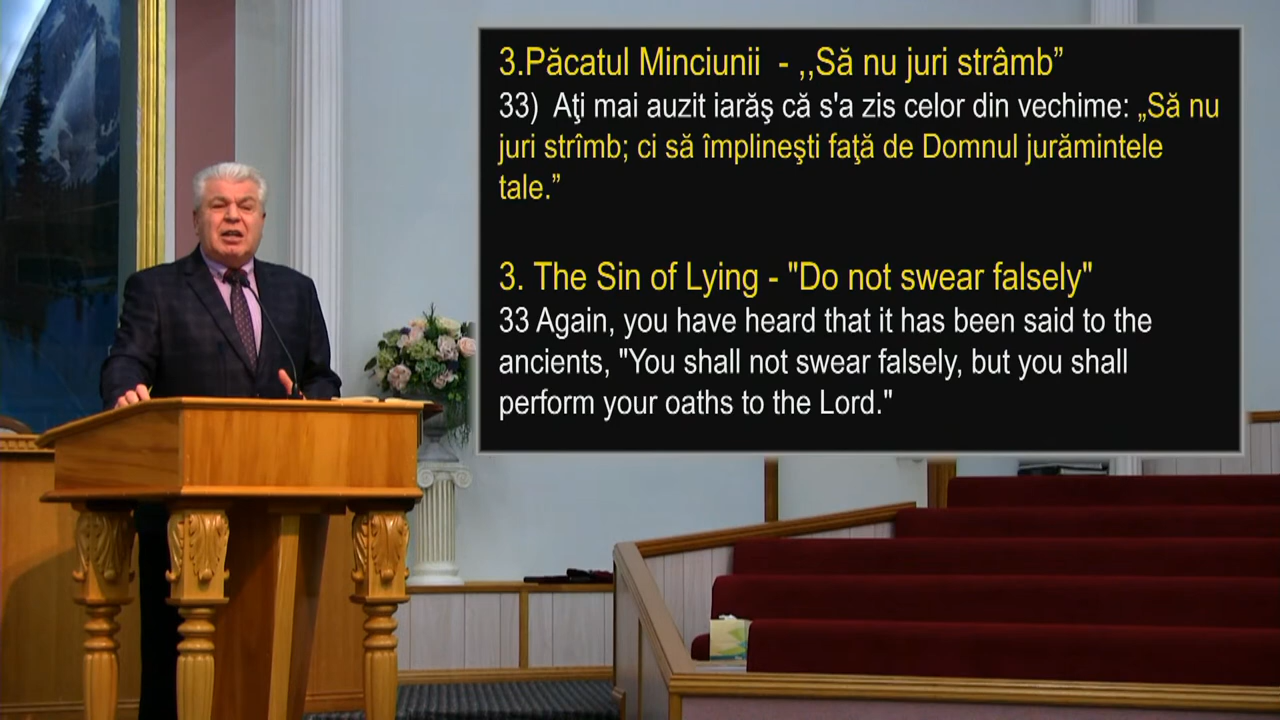 3.Păcatul Minciunii - ,,Să nu juri strâmb”
33) Aţi mai auzit iarăş că s'a zis celor din vechime: „Să nu
juri strîmb; ci să împlineşti faţă de Domnul jurămintele
tale.”
3. The Sin of Lying - "Do not swear falsely"
33 Again, you have heard that it has been said to the
ancients, "You shall not swear falsely, but you shall
perform your oaths to the Lord."